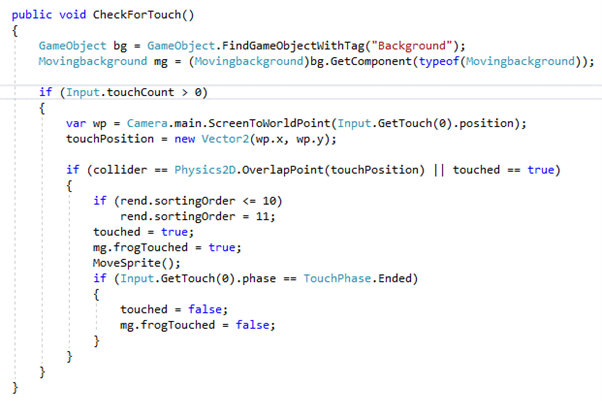 public void CheckForTouch()
{
GameObject bg = GameObject.FindGameObjectWithTag("Background");
Movingbackground mg = (Movingbackground)bg.GetComponent(typeof(Movingbackground));
if (Input.touchCount > 0)
{
var wp = Camera.main.ScreenToWorldPoint(Input.GetTouch(0).position);
touchPosition = new Vector2(wp.x, wp.y);
if (collider == Physics2D.OverlapPoint(touchPosition) || touched == true)
{
if (rend.sortingOrder <= 10)
rend.sortingOrder = 11;
touched = true;
mg.frogTouched = true;
MoveSprite();
if (Input.GetTouch(0).phase == TouchPhase.Ended)
{
touched = false;
mg.frogTouched = false;
}
}
}
}